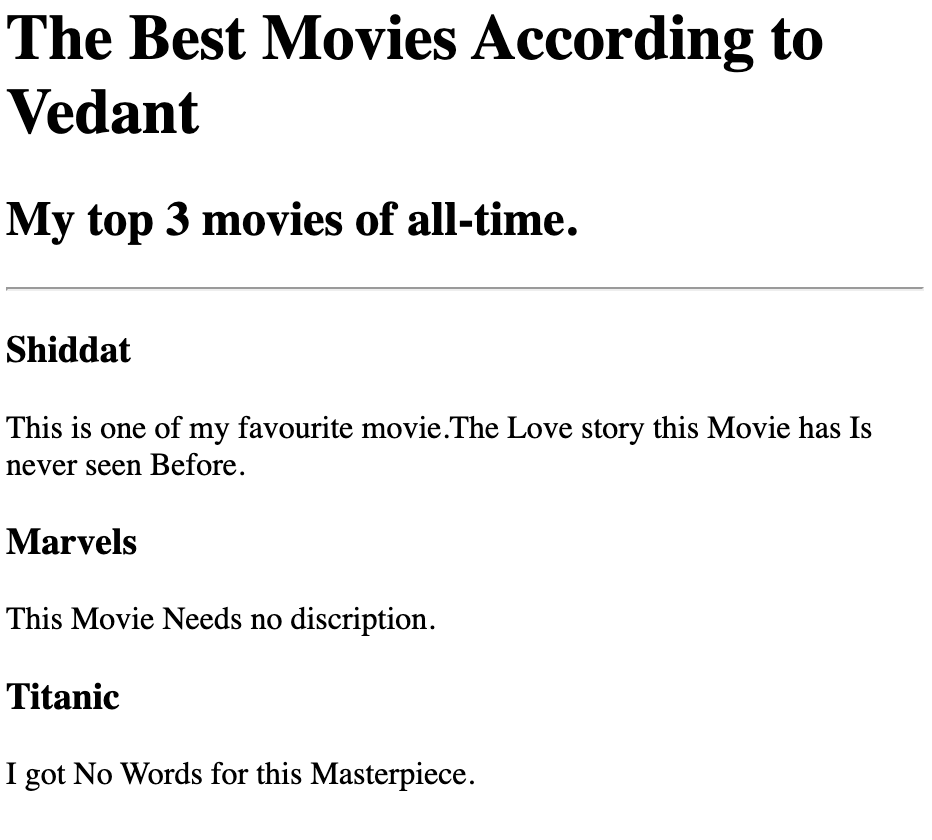 The Best Movies According to
Vedant
My top 3 movies of all-time.
Shiddat
This is one of my favourite movie.The Love story this Movie has Is
never seen Before.
Marvels
This Movie Needs no discription.
Titanic
I got No Words for this Masterpiece.